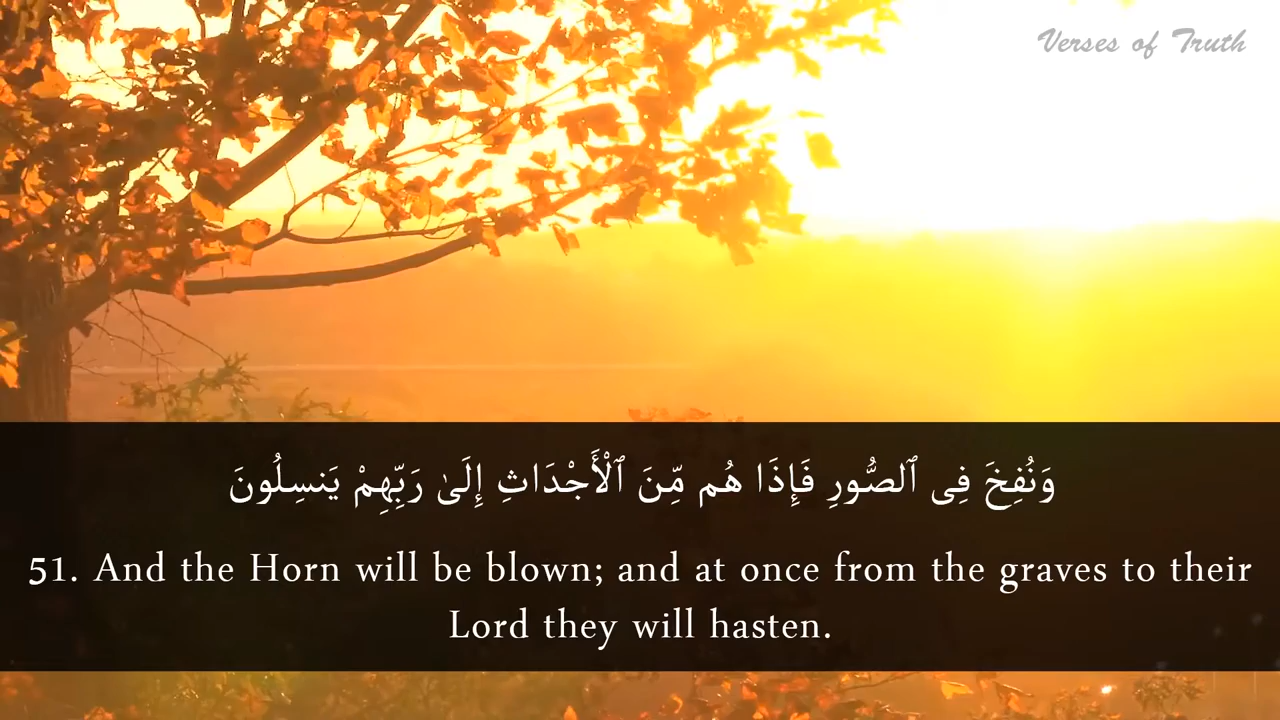 Verses of Truth
وَنُفِخَ فِى ٱلصُّورِ فَإِذَا هُم مِّنَ ٱلْأَجْدَاثِ إِلَىٰ رَبِّهِمْ يَنسِلُونَ
51. And the Horn will be blown; and at once from the graves to their
Lord they will hasten.